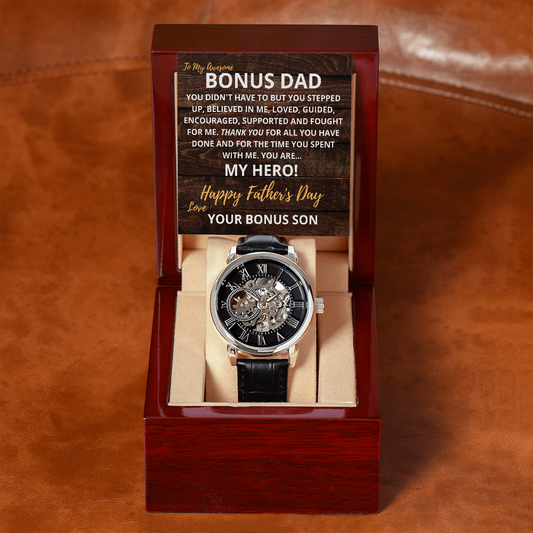 To My Awesome
BONUS DAD
YOU DIDN'T HAVE TO BUT YOU STEPPED
UP, BELIEVED IN ME, LOVED, GUIDED,
ENCOURAGED, SUPPORTED AND FOUGHT
FOR ME. THANK YOU FOR ALL YOU HAVE
DONE AND FOR THE TIME YOU SPENT
WITH ME. YOU ARE...
MY HERO!
Happy Father's Day
Love
YOUR BONUS SON